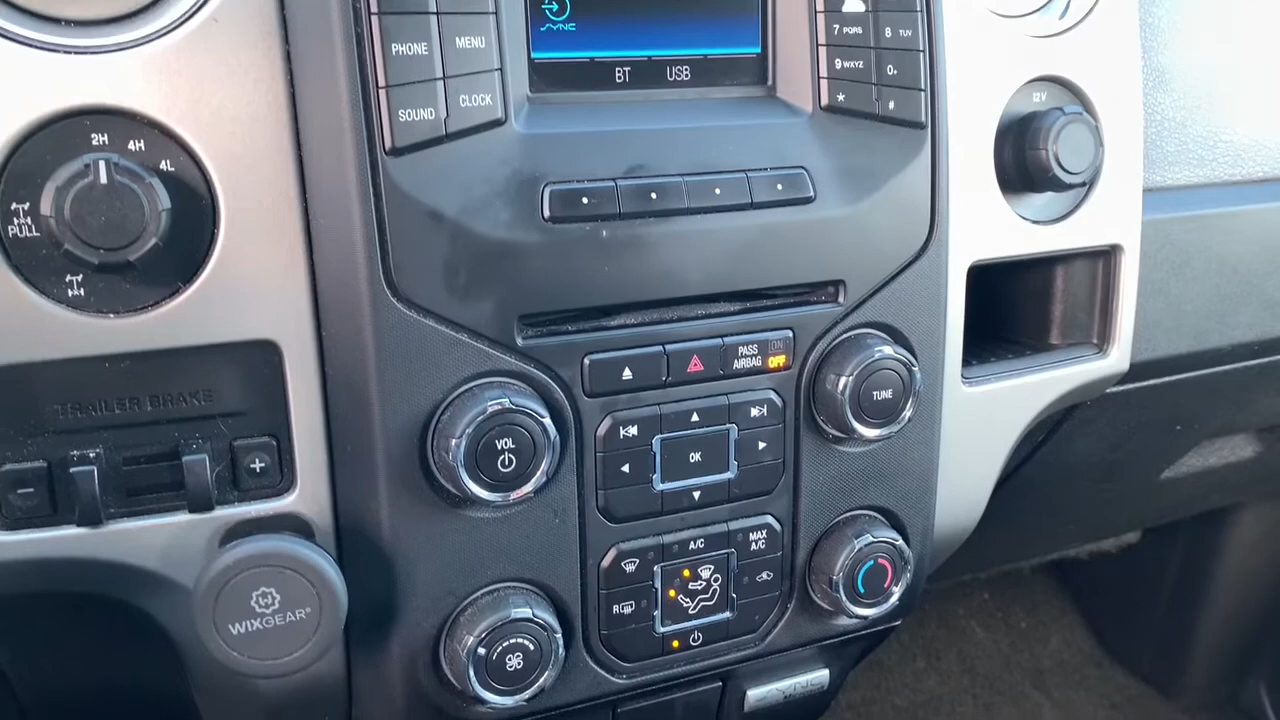 SYNC
BT USB
PHONE MENU
SOUND CLOCK
7 PQRS 8 TUV
9 WXYZ 0+
* #
12V
2H 4H 4L
PULL
PASS AIRBAG ON OFF
TRAILER BRAKE
- +
VOL
TUNE
OK
A/C
MAX A/C
R
WIXGEAR®
SYNC